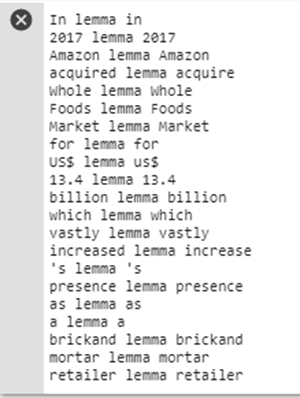 In lemma in
2017 lemma 2017
Amazon lemma Amazon
acquired lemma acquire
Whole lemma Whole
Foods lemma Foods
Market lemma Market
for lemma for
US$ lemma us$
13.4 lemma 13.4
billion lemma billion
which lemma which
vastly lemma vastly
increased lemma increase
's lemma 's
presence lemma presence
as lemma as
a lemma a
brickand lemma brickand
mortar lemma mortar
retailer lemma retailer